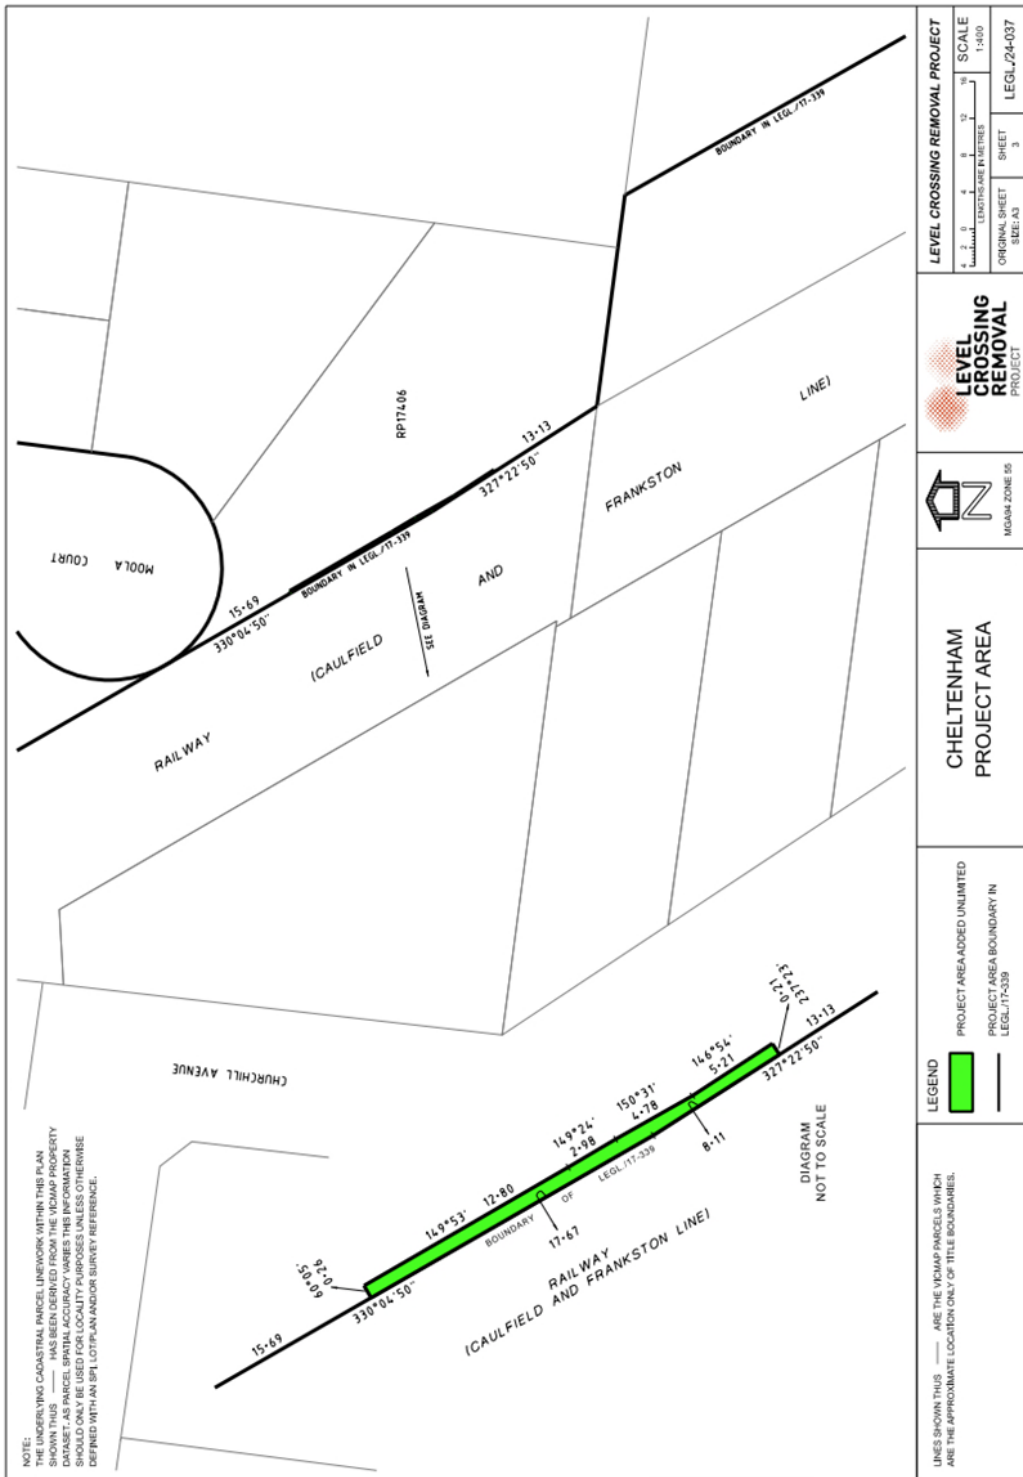 NOTE:
THE UNDERLYING CADASTRAL PARCEL LINEWORK WITHIN THIS PLAN
SHOWN THUS ——— HAS BEEN DERIVED FROM THE VICMAP PROPERTY
DATASET. AS PARCEL SPATIAL ACCURACY VARIES THIS INFORMATION
SHOULD ONLY BE USED FOR LOCALITY PURPOSES UNLESS OTHERWISE
DEFINED WITH AN SPI, LOT/PLAN AND/OR SURVEY REFERENCE.
CHURCHILL AVENUE
MOOLA
COURT
RP17406
RAILWAY
(CAULFIELD
AND
FRANKSTON
LINE)
15·69
330°04'50"
BOUNDARY IN LEGL./17-339
SEE DIAGRAM
13·13
327°22'50"
BOUNDARY IN LEGL./17-339
15·69
60°05'
0·26
330°04'50"
149°53'
12·80
149°24'
2·98
150°31'
4·78
146°54'
5·21
0·21
237°23'
13·13
327°22'50"
BOUNDARY OF LEGL./17-339
17·67
8·11
RAILWAY
(CAULFIELD AND FRANKSTON LINE)
DIAGRAM
NOT TO SCALE
LINES SHOWN THUS ——— ARE THE VICMAP PARCELS WHICH
ARE THE APPROXIMATE LOCATION ONLY OF TITLE BOUNDARIES.
LEGEND
PROJECT AREA ADDED UNLIMITED
PROJECT AREA BOUNDARY IN
LEGL./17-339
CHELTENHAM
PROJECT AREA
N
MGA94 ZONE 55
LEVEL
CROSSING
REMOVAL
PROJECT
LEVEL CROSSING REMOVAL PROJECT
4 2 0 4 8 12 16
LENGTHS ARE IN METRES
SCALE
1:400
ORIGINAL SHEET
SIZE: A3
SHEET
3
LEGL./24-037